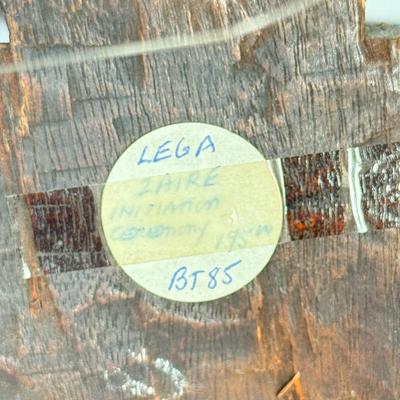 LEGA
ZAIRE
INITIATION
CEREMONY
BT85